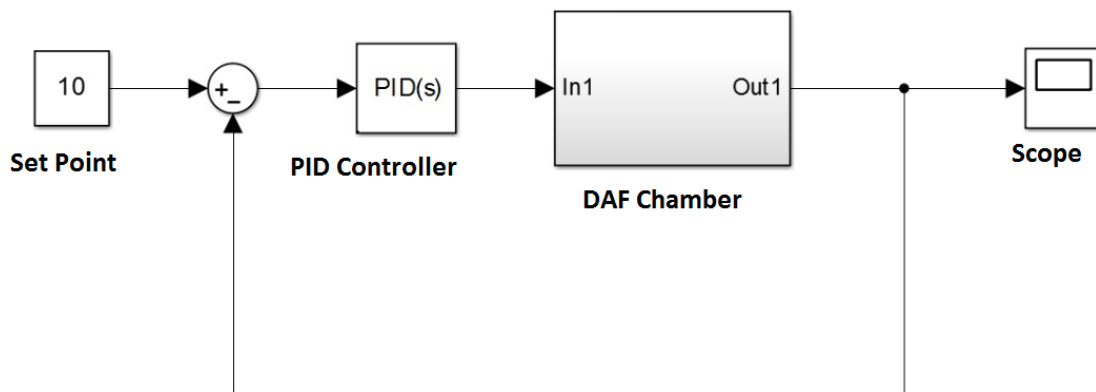 10
+
−
PID(s)
In1
Out1
Set Point
PID Controller
DAF Chamber
Scope